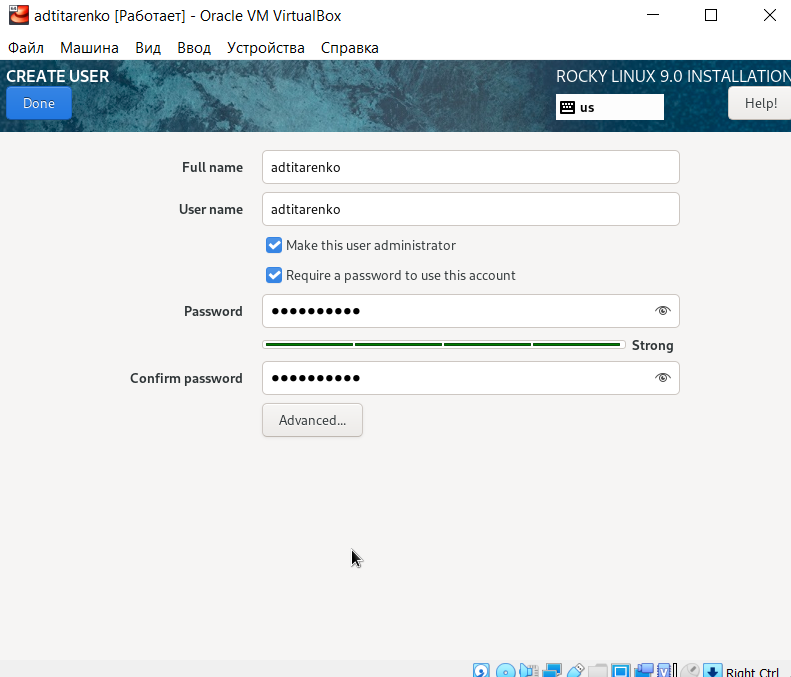 adtitarenko [Работает] - Oracle VM VirtualBox
Файл Машина Вид Ввод Устройства Справка
CREATE USER
ROCKY LINUX 9.0 INSTALLATION
Done
us
Help!
Full name
adtitarenko
User name
adtitarenko
Make this user administrator
Require a password to use this account
Password
●●●●●●●●●●
Strong
Confirm password
●●●●●●●●●●
Advanced...
Right Ctrl